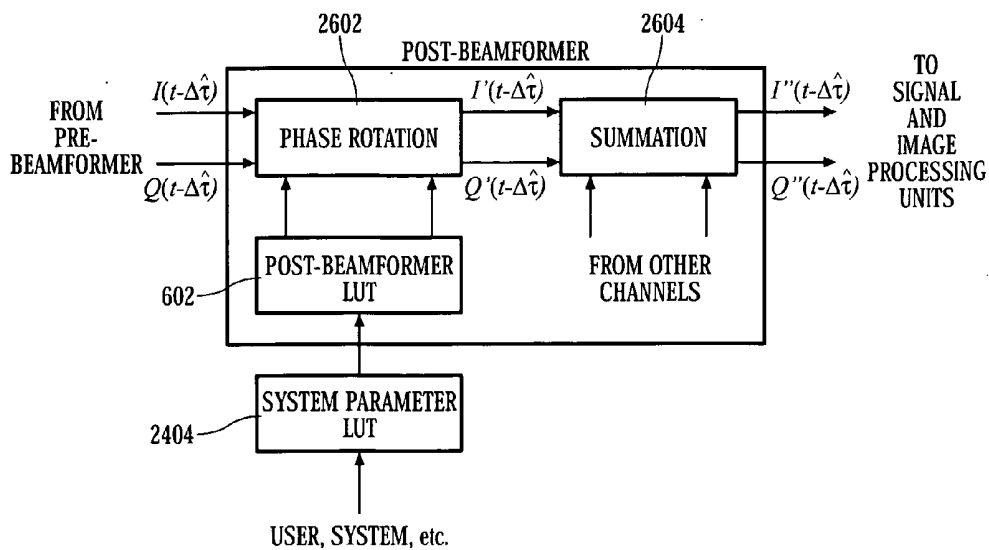 2602
2604
POST-BEAMFORMER
TO
SIGNAL
AND
IMAGE
PROCESSING
UNITS
FROM
PRE-
BEAMFORMER
I(t-Δτ̂)
Q(t-Δτ̂)
PHASE ROTATION
I'(t-Δτ̂)
Q'(t-Δτ̂)
SUMMATION
I''(t-Δτ̂)
Q''(t-Δτ̂)
POST-BEAMFORMER
LUT
602
FROM OTHER
CHANNELS
SYSTEM PARAMETER
LUT
2404
USER, SYSTEM, etc.